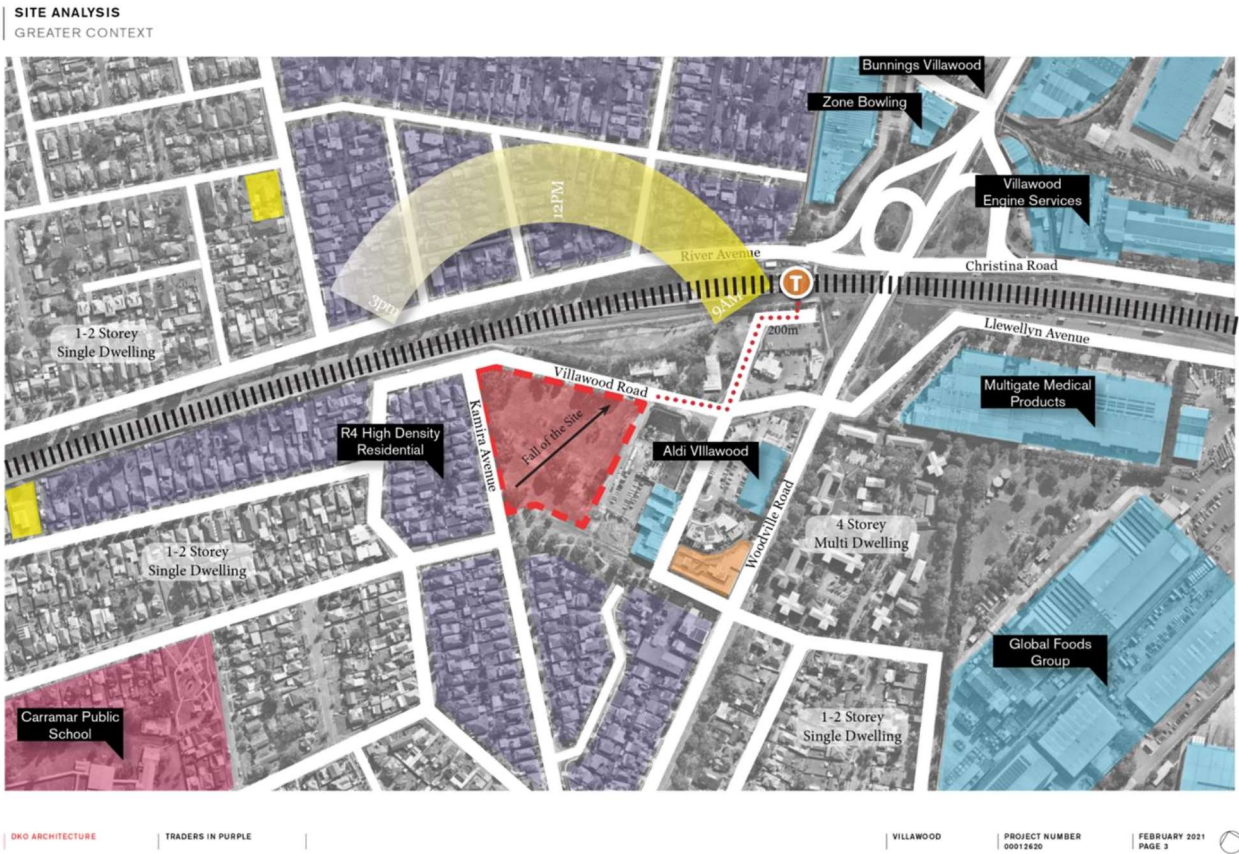 SITE ANALYSIS
GREATER CONTEXT
Bunnings Villawood
Zone Bowling
Villawood
Engine Services
12PM
River Avenue
Christina Road
T
3pm
9AM
200m
Llewellyn Avenue
1-2 Storey
Single Dwelling
Villawood Road
Multigate Medical
Products
Kamira Avenue
Fall of the Site
R4 High Density
Residential
Aldi VIllawood
Woodville Road
4 Storey
Multi Dwelling
1-2 Storey
Single Dwelling
Global Foods
Group
Carramar Public
School
1-2 Storey
Single Dwelling
DKO ARCHITECTURE
TRADERS IN PURPLE
VILLAWOOD
PROJECT NUMBER
00012620
FEBRUARY 2021
PAGE 3